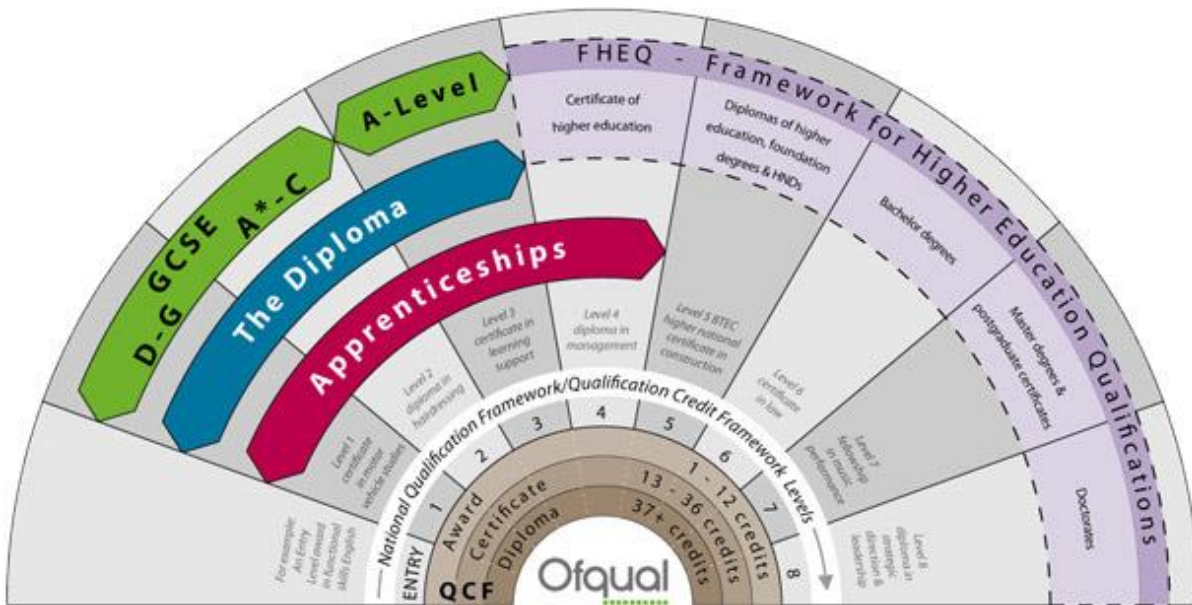 A-Level
GCSE
D-G A*-C
The Diploma
Apprenticeships
FHEQ - Framework for Higher Education Qualifications
Certificate of
higher education
Diplomas of higher
education, foundation
degrees & HNDs
Bachelor degrees
Master degrees &
postgraduate certificates
Doctorates
For example:
An Entry
Level award
in functional
skills English
Level 1
certificate
in motor
vehicle studies
Level 2
diploma in
hairdressing
Level 3
certificate in
learning
support
Level 4
diploma in
management
Level 5 BTEC
higher national
certificate in
construction
Level 6
certificate
in law
Level 7
fellowship
in music
performance
Level 8
diploma in
strategic
direction &
leadership
National Qualification Framework/Qualification Credit Framework Levels
ENTRY
1
2
3
4
5
6
7
8
Award
1 - 12 credits
Certificate
13 - 36 credits
Diploma
37+ credits
QCF
Ofqual